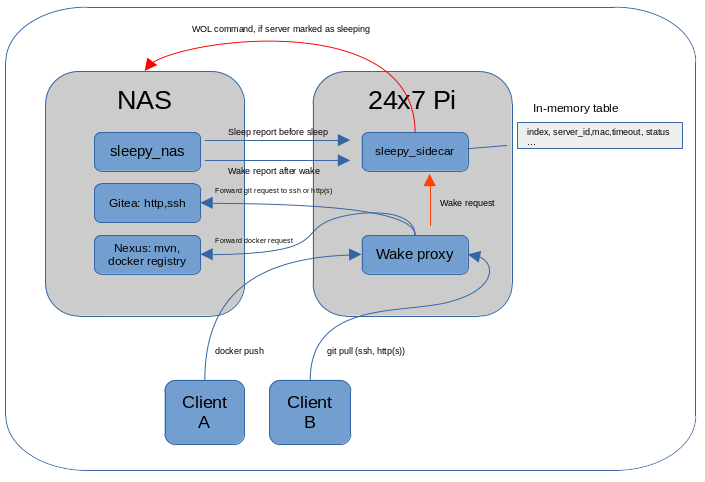 WOL command, if server marked as sleeping
NAS
24x7 Pi
In-memory table
index, server_id,mac,timeout, status
...
sleepy_nas
Sleep report before sleep
Wake report after wake
sleepy_sidecar
Gitea: http,ssh
Forward git request to ssh or http(s)
Wake request
Nexus: mvn,
docker registry
Forward docker request
Wake proxy
docker push
git pull (ssh, http(s))
Client
A
Client
B